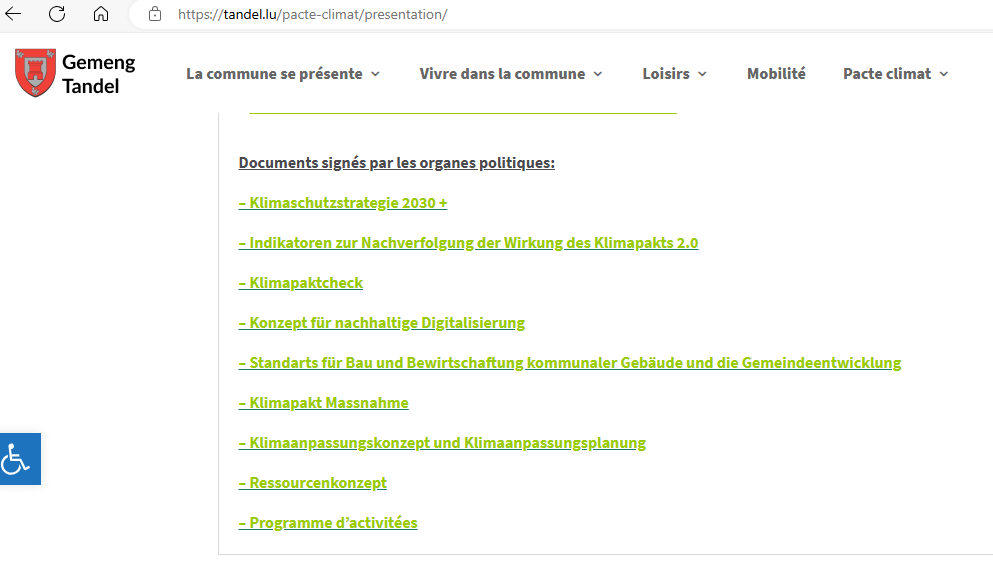 https://tandel.lu/pacte-climat/presentation/
Gemeng
Tandel
La commune se présente
Vivre dans la commune
Loisirs
Mobilité
Pacte climat
Documents signés par les organes politiques:
– Klimaschutzstrategie 2030 +
– Indikatoren zur Nachverfolgung der Wirkung des Klimapakts 2.0
– Klimapaktcheck
– Konzept für nachhaltige Digitalisierung
– Standarts für Bau und Bewirtschaftung kommunaler Gebäude und die Gemeindeentwicklung
– Klimapakt Massnahme
– Klimaanpassungskonzept und Klimaanpassungsplanung
– Ressourcenkonzept
– Programme d’activitées